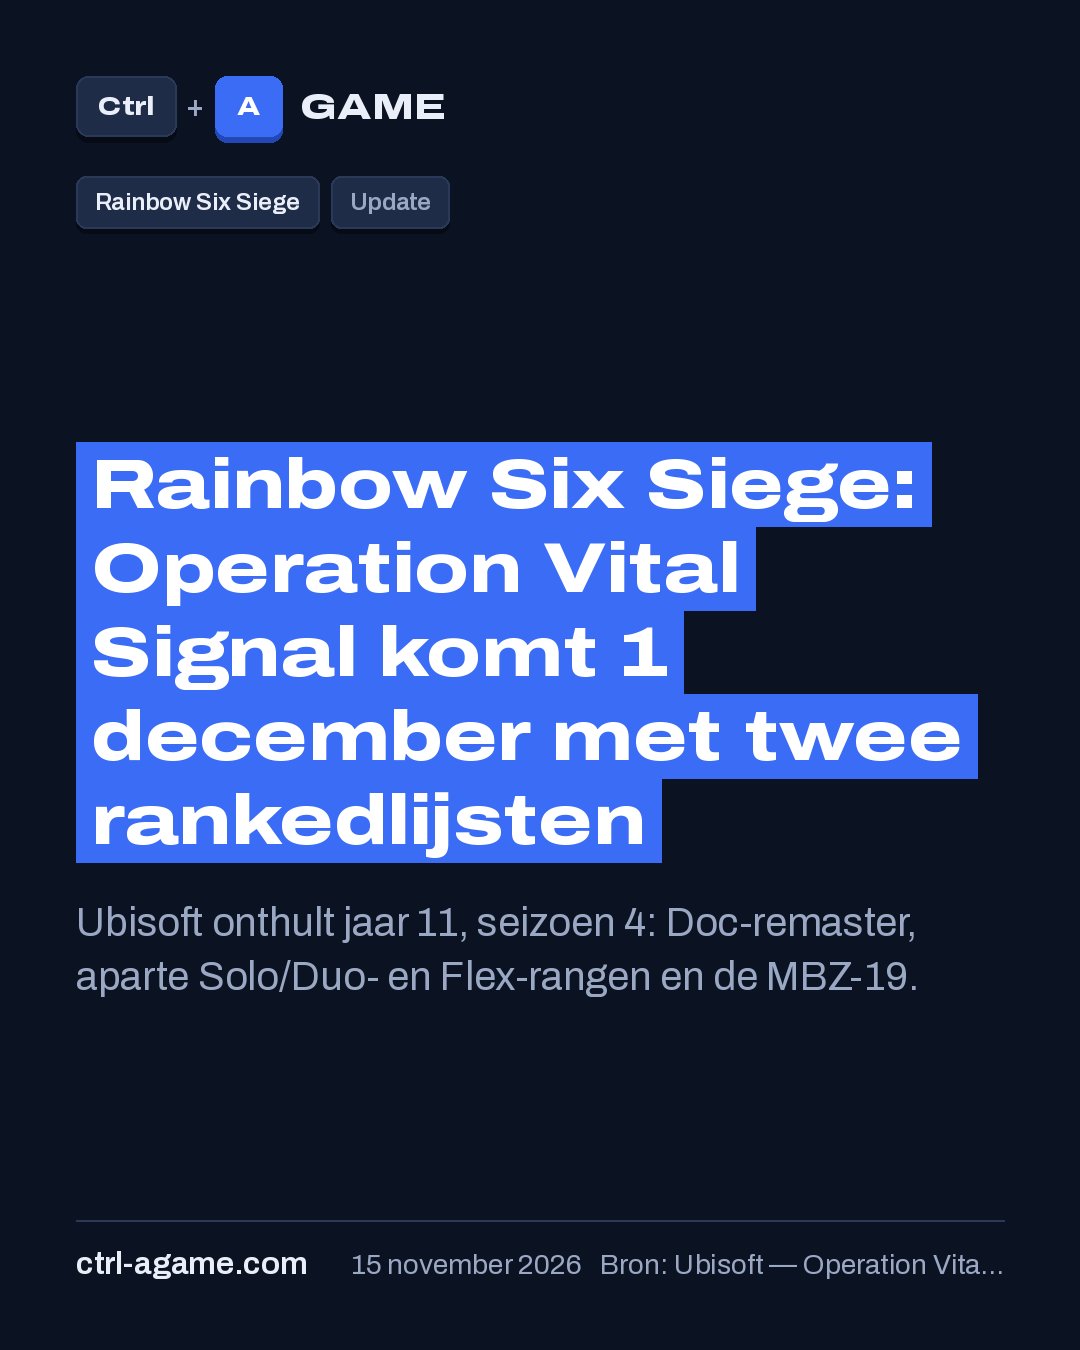 Ctrl + A GAME
Rainbow Six Siege Update
Rainbow Six Siege:
Operation Vital
Signal komt 1
december met twee
rankedlijsten
Ubisoft onthult jaar 11, seizoen 4: Doc-remaster,
aparte Solo/Duo- en Flex-rangen en de MBZ-19.
ctrl-agame.com 15 november 2026 Bron: Ubisoft — Operation Vita...